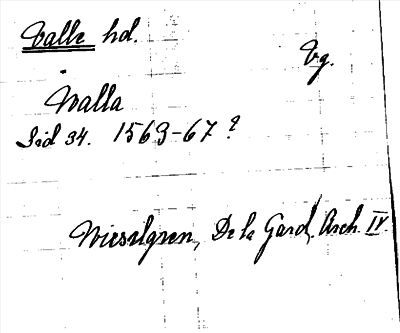 Valle hd.
Vg.
Walla
Sid 34. 1563-67?
Wieselgren, De la Gard. Arch. IV.